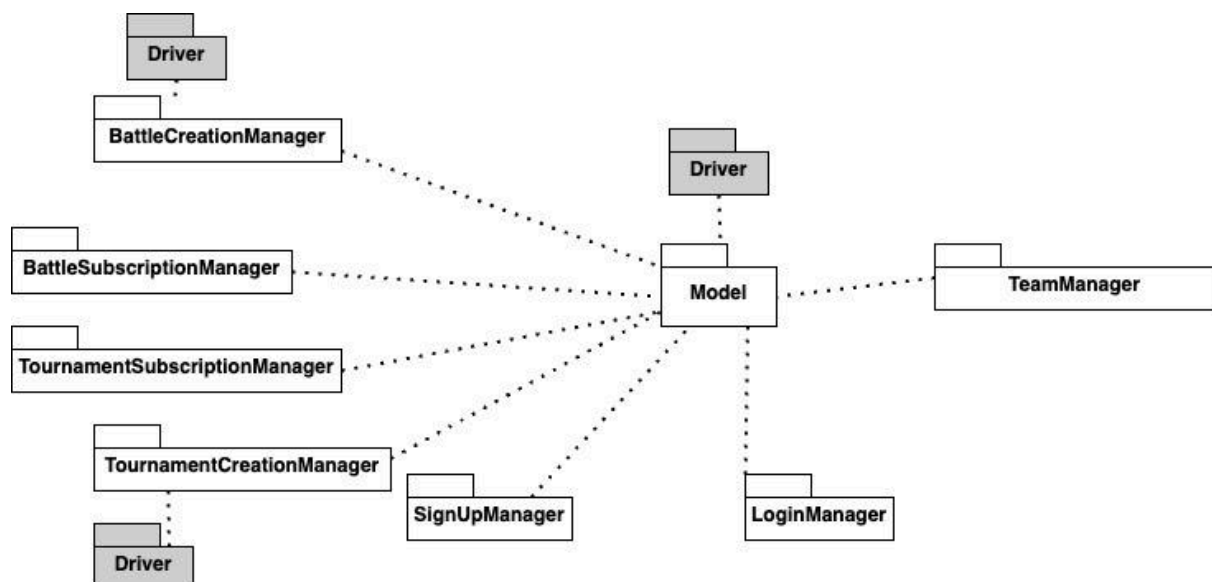 Driver
BattleCreationManager
Driver
BattleSubscriptionManager
Model
TeamManager
TournamentSubscriptionManager
TournamentCreationManager
SignUpManager
LoginManager
Driver